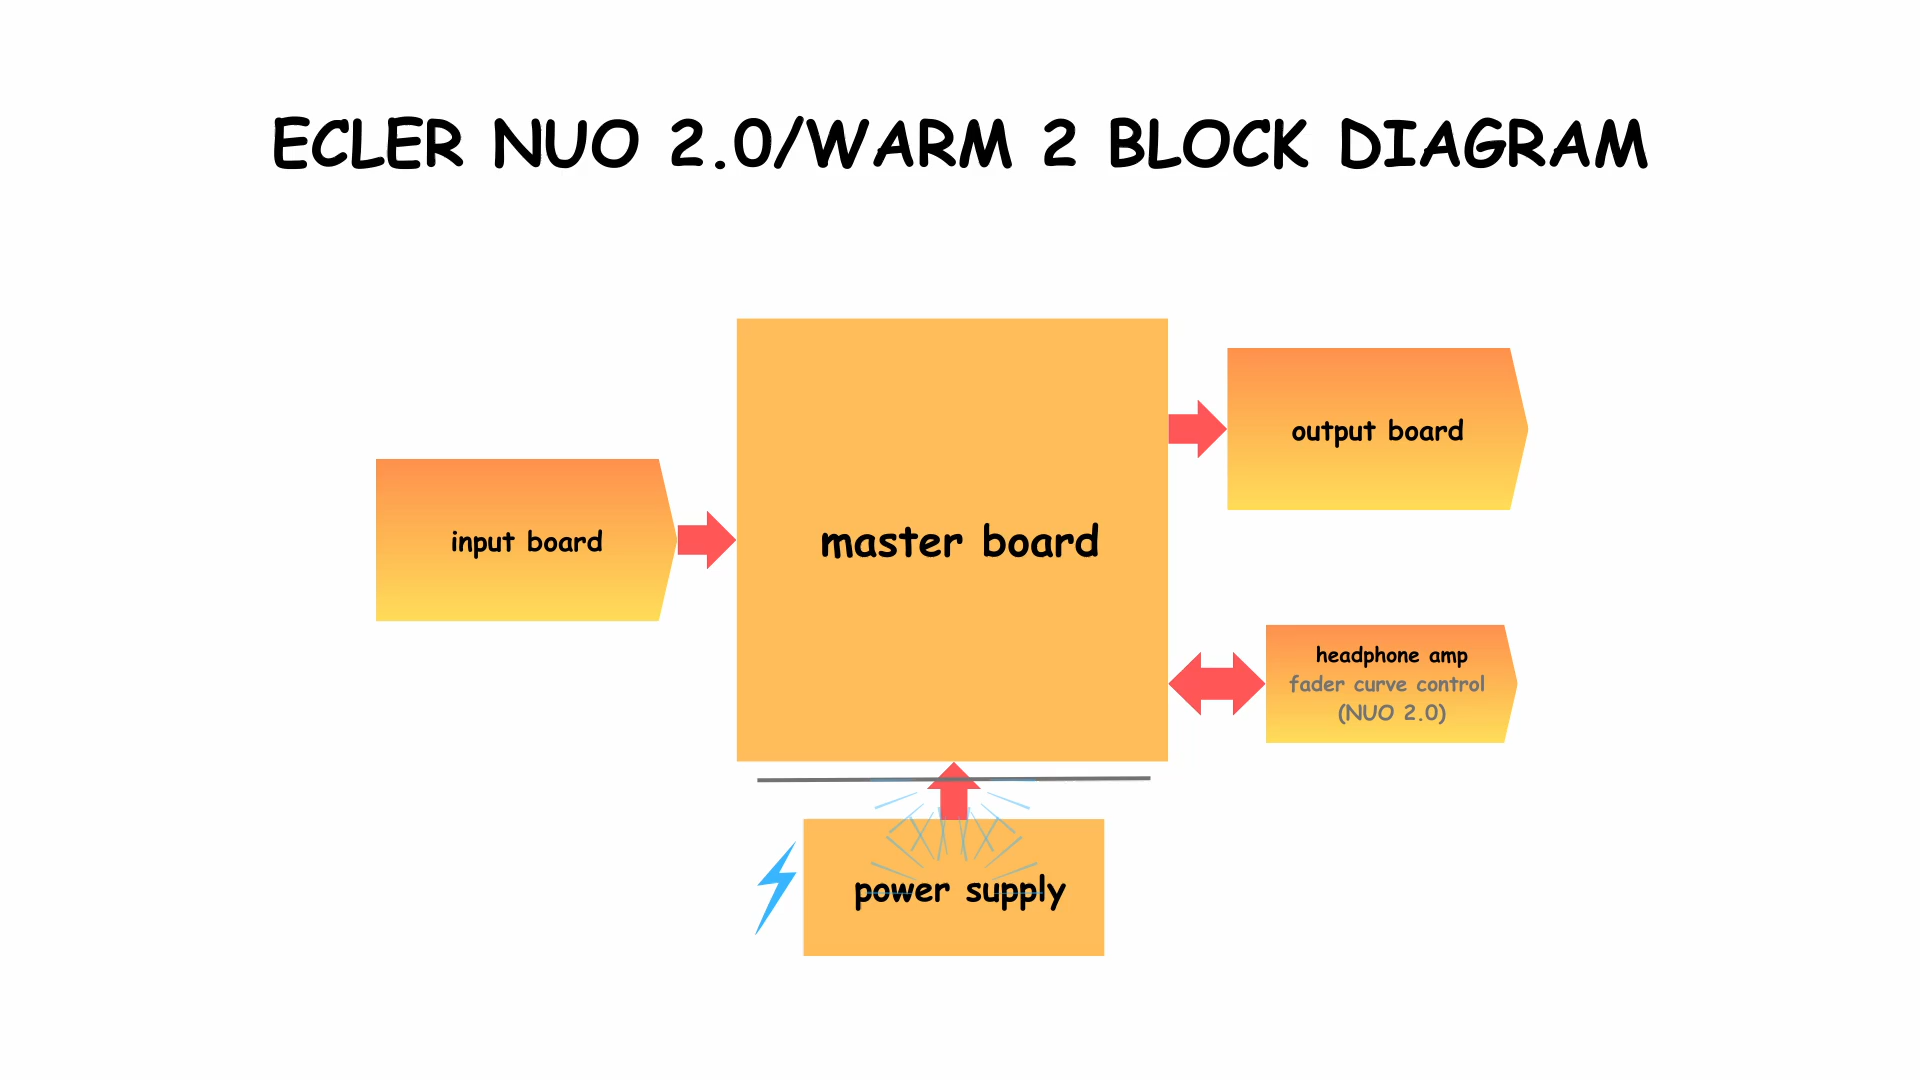 ECLER NUO 2.0/WARM 2 BLOCK DIAGRAM
output board
input board
master board
headphone amp
fader curve control
(NUO 2.0)
power supply